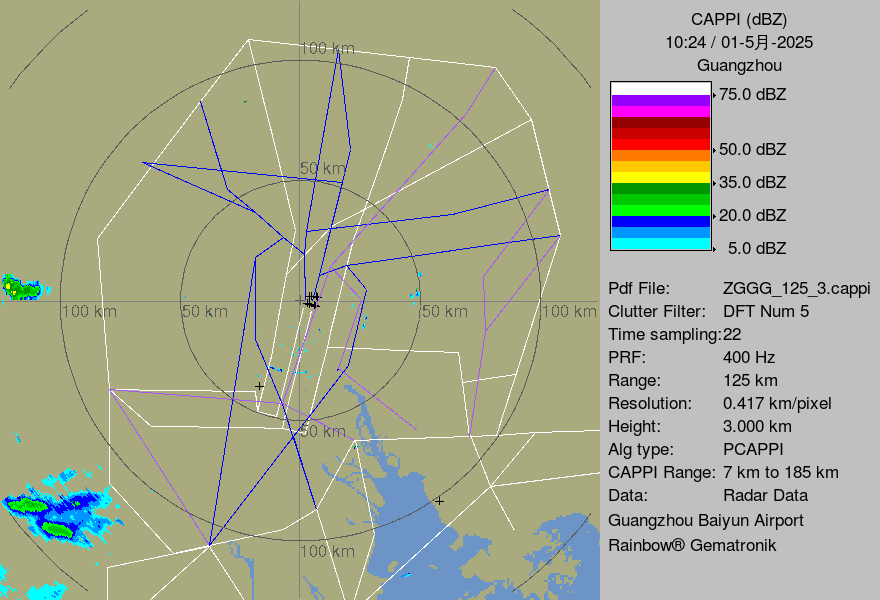 CAPPI (dBZ)
10:24 / 01-5月-2025
Guangzhou
75.0 dBZ
50.0 dBZ
35.0 dBZ
20.0 dBZ
5.0 dBZ
Pdf File: ZGGG_125_3.cappi
Clutter Filter: DFT Num 5
Time sampling:22
PRF: 400 Hz
Range: 125 km
Resolution: 0.417 km/pixel
Height: 3.000 km
Alg type: PCAPPI
CAPPI Range: 7 km to 185 km
Data: Radar Data
Guangzhou Baiyun Airport
Rainbow® Gematronik
100 km
50 km
100 km
50 km
50 km
100 km
50 km
100 km